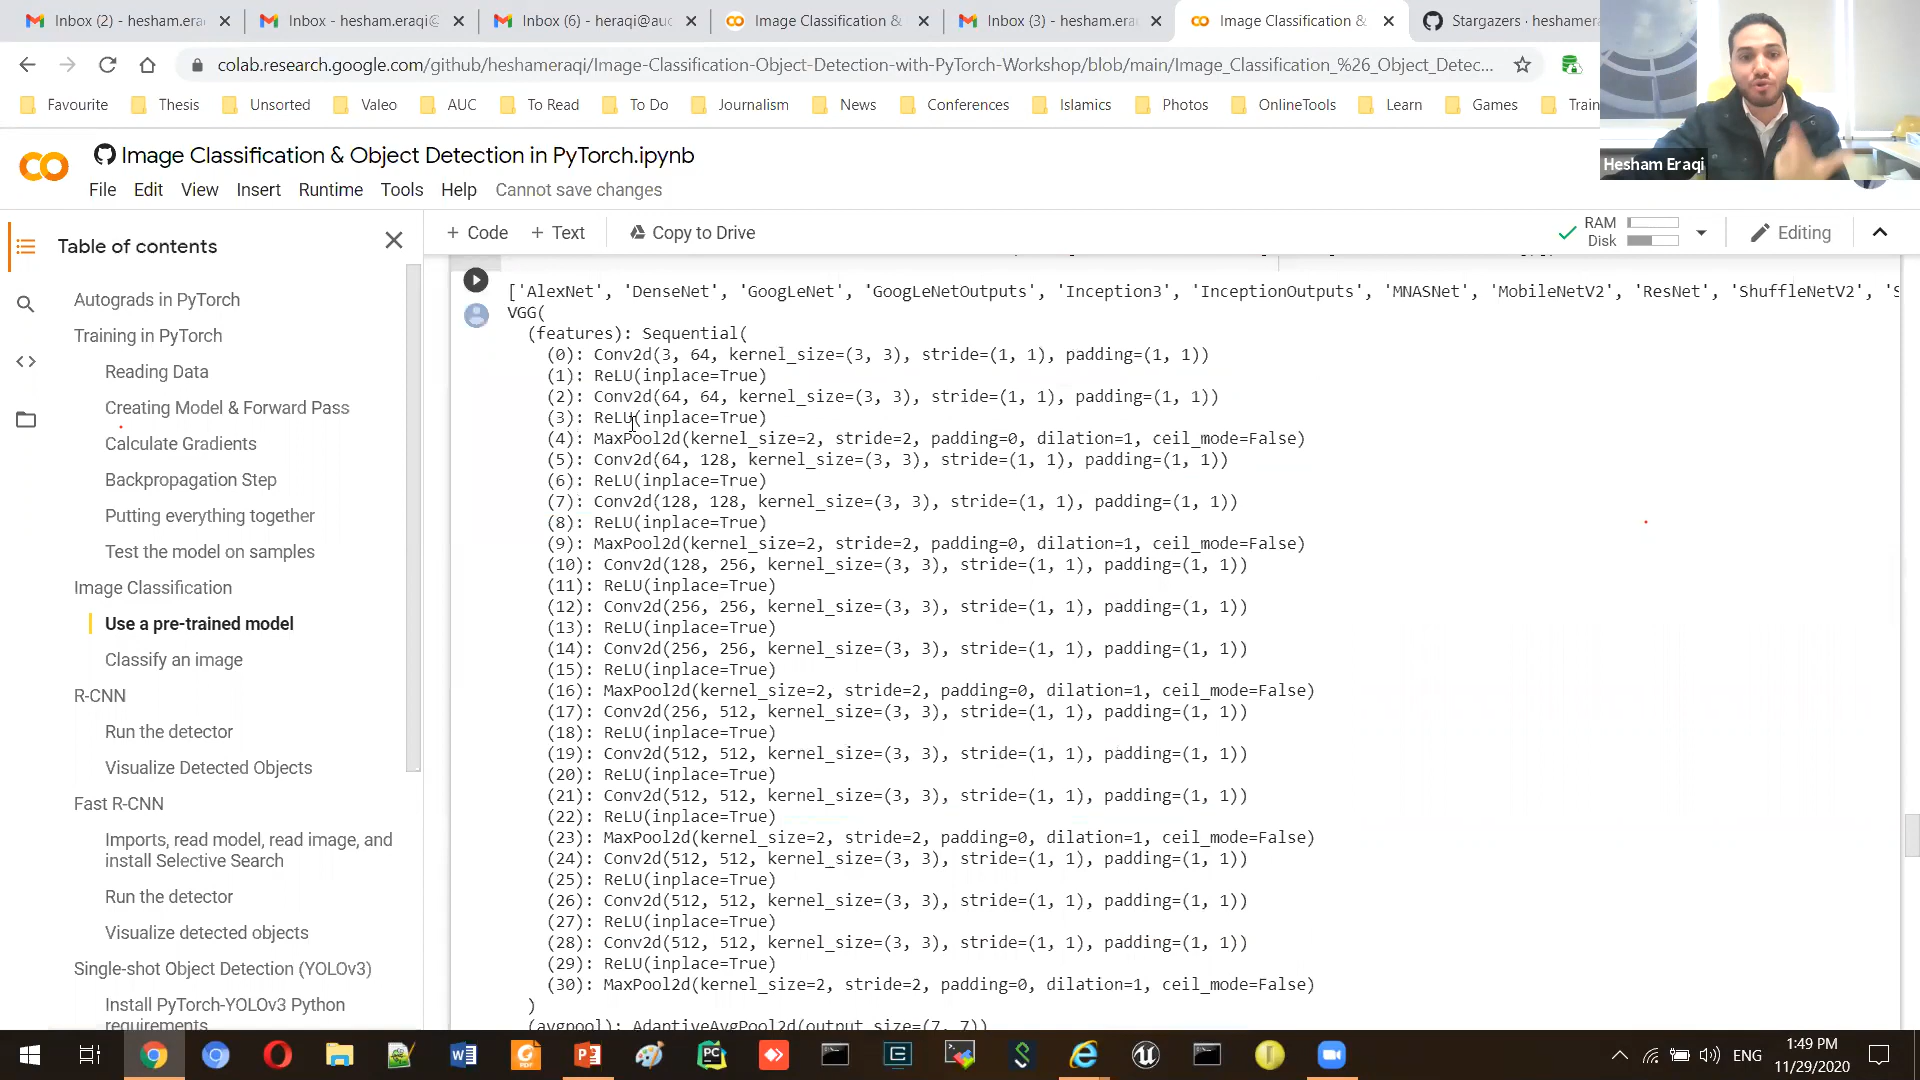 Inbox (2) - hesham.era
Inbox - hesham.eraqi@
Inbox (6) - heraqi@auc
Image Classification &
Inbox (3) - hesham.era
Image Classification &
Stargazers · heshamera
colab.research.google.com/github/heshameraqi/Image-Classification-Object-Detection-with-PyTorch-Workshop/blob/main/Image_Classification_%26_Object_Detec...
Favourite Thesis Unsorted Valeo AUC To Read To Do Journalism News Conferences Islamics Photos OnlineTools Learn Games Train
Hesham Eraqi
Image Classification & Object Detection in PyTorch.ipynb
File Edit View Insert Runtime Tools Help Cannot save changes
+ Code + Text Copy to Drive
RAM
Disk
Editing
Table of contents
Autograds in PyTorch
Training in PyTorch
Reading Data
Creating Model & Forward Pass
Calculate Gradients
Backpropagation Step
Putting everything together
Test the model on samples
Image Classification
Use a pre-trained model
Classify an image
R-CNN
Run the detector
Visualize Detected Objects
Fast R-CNN
Imports, read model, read image, and
install Selective Search
Run the detector
Visualize detected objects
Single-shot Object Detection (YOLOv3)
Install PyTorch-YOLOv3 Python
requirements
['AlexNet', 'DenseNet', 'GoogLeNet', 'GoogLeNetOutputs', 'Inception3', 'InceptionOutputs', 'MNASNet', 'MobileNetV2', 'ResNet', 'ShuffleNetV2', 'S
VGG(
(features): Sequential(
(0): Conv2d(3, 64, kernel_size=(3, 3), stride=(1, 1), padding=(1, 1))
(1): ReLU(inplace=True)
(2): Conv2d(64, 64, kernel_size=(3, 3), stride=(1, 1), padding=(1, 1))
(3): ReLU(inplace=True)
(4): MaxPool2d(kernel_size=2, stride=2, padding=0, dilation=1, ceil_mode=False)
(5): Conv2d(64, 128, kernel_size=(3, 3), stride=(1, 1), padding=(1, 1))
(6): ReLU(inplace=True)
(7): Conv2d(128, 128, kernel_size=(3, 3), stride=(1, 1), padding=(1, 1))
(8): ReLU(inplace=True)
(9): MaxPool2d(kernel_size=2, stride=2, padding=0, dilation=1, ceil_mode=False)
(10): Conv2d(128, 256, kernel_size=(3, 3), stride=(1, 1), padding=(1, 1))
(11): ReLU(inplace=True)
(12): Conv2d(256, 256, kernel_size=(3, 3), stride=(1, 1), padding=(1, 1))
(13): ReLU(inplace=True)
(14): Conv2d(256, 256, kernel_size=(3, 3), stride=(1, 1), padding=(1, 1))
(15): ReLU(inplace=True)
(16): MaxPool2d(kernel_size=2, stride=2, padding=0, dilation=1, ceil_mode=False)
(17): Conv2d(256, 512, kernel_size=(3, 3), stride=(1, 1), padding=(1, 1))
(18): ReLU(inplace=True)
(19): Conv2d(512, 512, kernel_size=(3, 3), stride=(1, 1), padding=(1, 1))
(20): ReLU(inplace=True)
(21): Conv2d(512, 512, kernel_size=(3, 3), stride=(1, 1), padding=(1, 1))
(22): ReLU(inplace=True)
(23): MaxPool2d(kernel_size=2, stride=2, padding=0, dilation=1, ceil_mode=False)
(24): Conv2d(512, 512, kernel_size=(3, 3), stride=(1, 1), padding=(1, 1))
(25): ReLU(inplace=True)
(26): Conv2d(512, 512, kernel_size=(3, 3), stride=(1, 1), padding=(1, 1))
(27): ReLU(inplace=True)
(28): Conv2d(512, 512, kernel_size=(3, 3), stride=(1, 1), padding=(1, 1))
(29): ReLU(inplace=True)
(30): MaxPool2d(kernel_size=2, stride=2, padding=0, dilation=1, ceil_mode=False)
)
(avgpool): AdaptiveAvgPool2d(output_size=(7, 7))
ENG
1:49 PM
11/29/2020